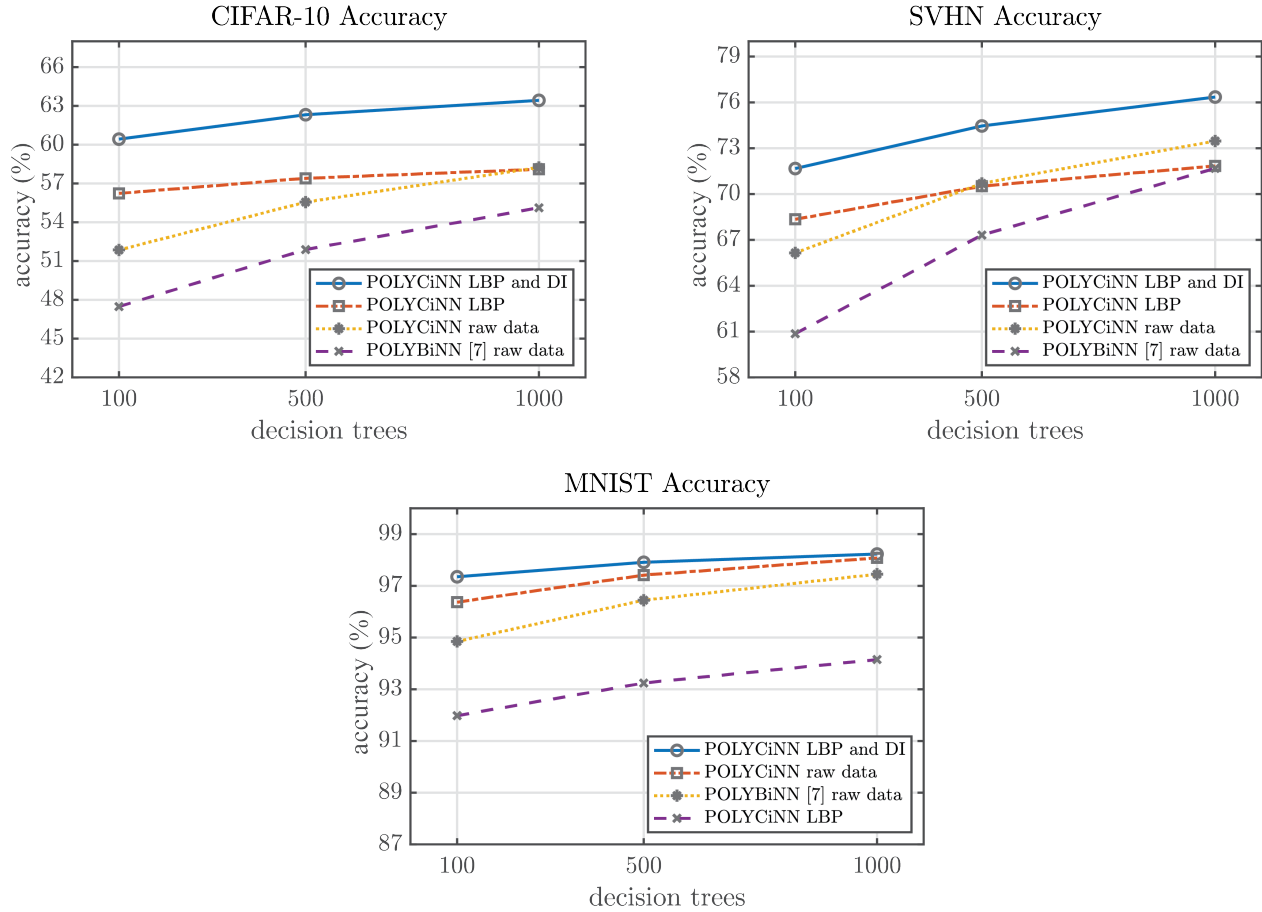 CIFAR-10 Accuracy
66
63
60
57
54
51
48
45
42
accuracy (%)
POLYCiNN LBP and DI
POLYCiNN LBP
POLYCiNN raw data
POLYBiNN [7] raw data
100 500 1000
decision trees
SVHN Accuracy
79
76
73
70
67
64
61
58
accuracy (%)
POLYCiNN LBP and DI
POLYCiNN LBP
POLYCiNN raw data
POLYBiNN [7] raw data
100 500 1000
decision trees
MNIST Accuracy
99
97
95
93
91
89
87
accuracy (%)
POLYCiNN LBP and DI
POLYCiNN raw data
POLYBiNN [7] raw data
POLYCiNN LBP
100 500 1000
decision trees